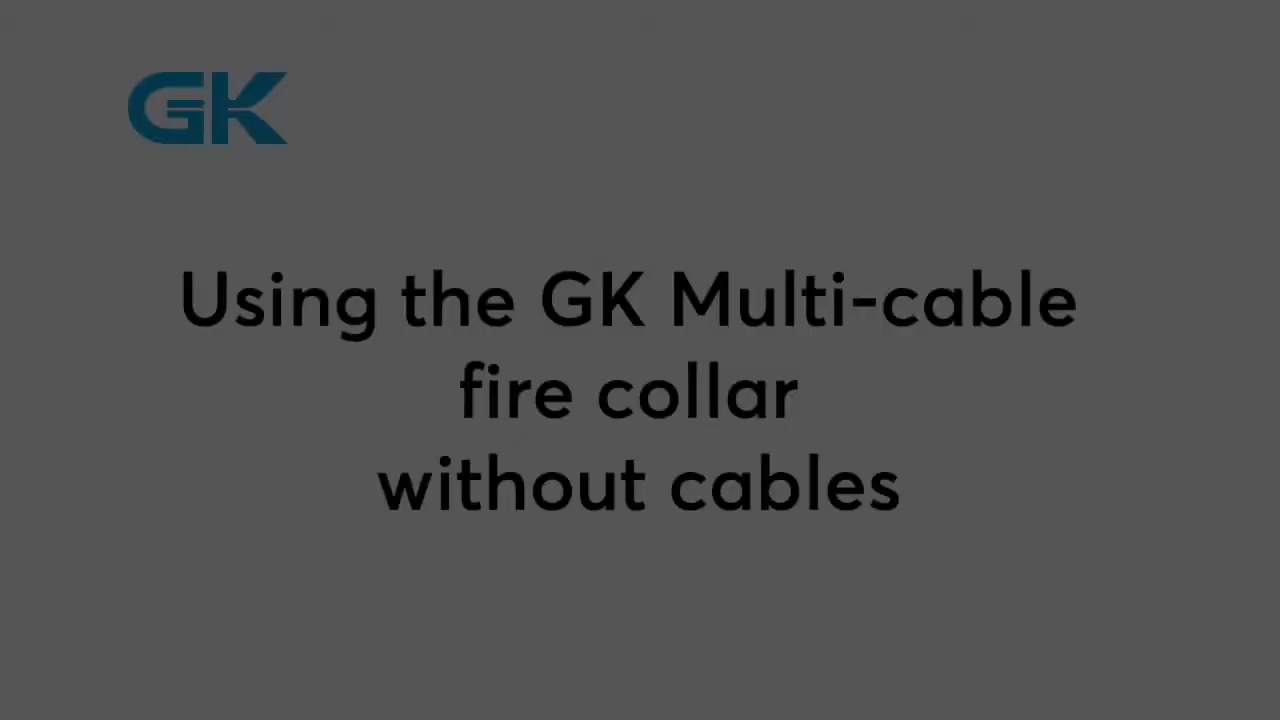 GK
Using the GK Multi-cable
fire collar
without cables